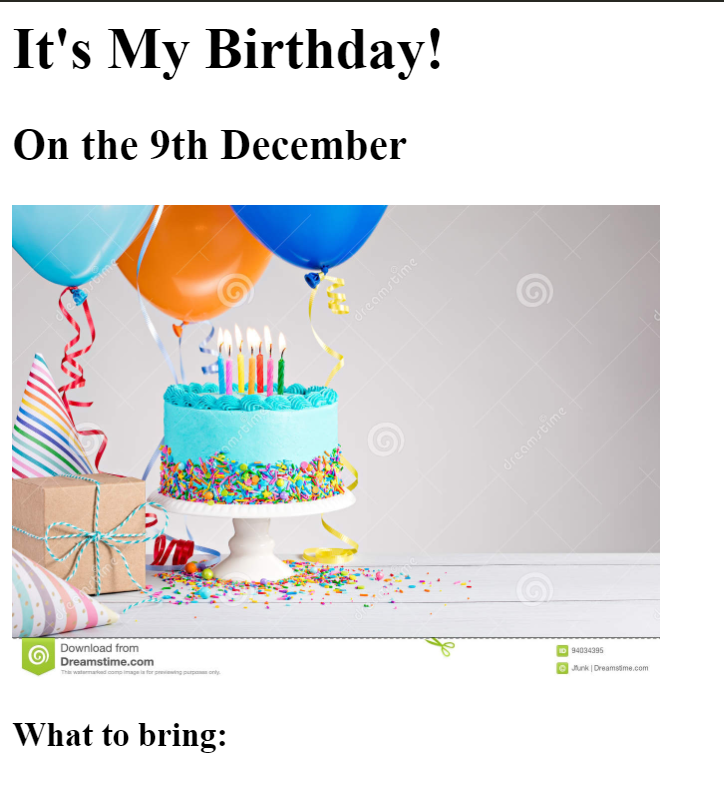 It's My Birthday!
On the 9th December
dreamstime
dreamstime
Download from
Dreamstime.com
This watermarked comp image is for previewing purposes only.
ID 94034395
Jfunk | Dreamstime.com
What to bring: